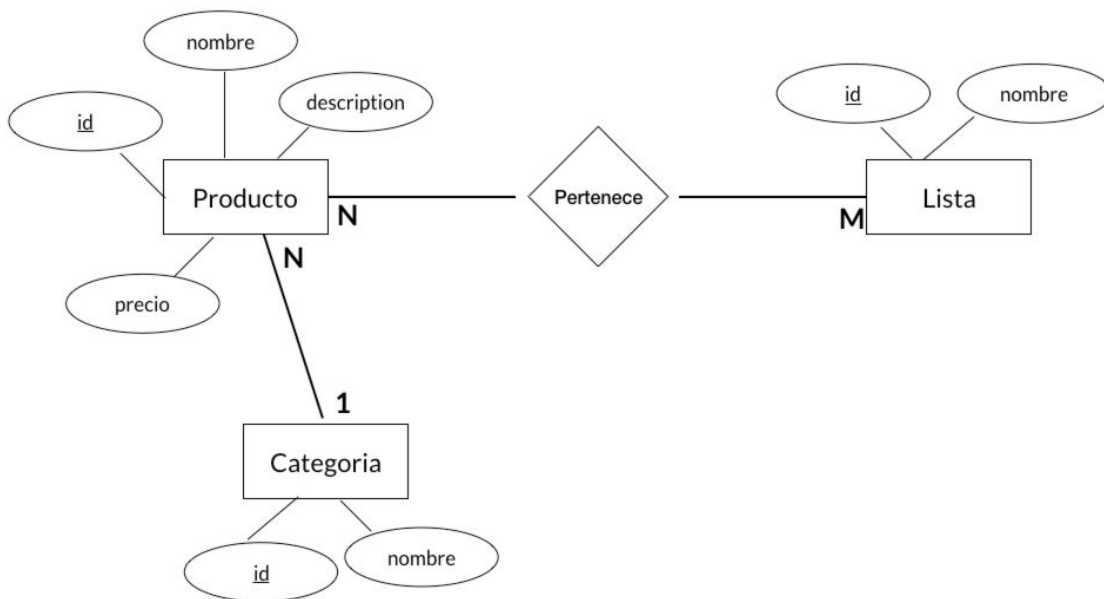 nombre
id
description
id
nombre
Producto
Pertenece
Lista
N
M
N
precio
1
Categoria
id
nombre